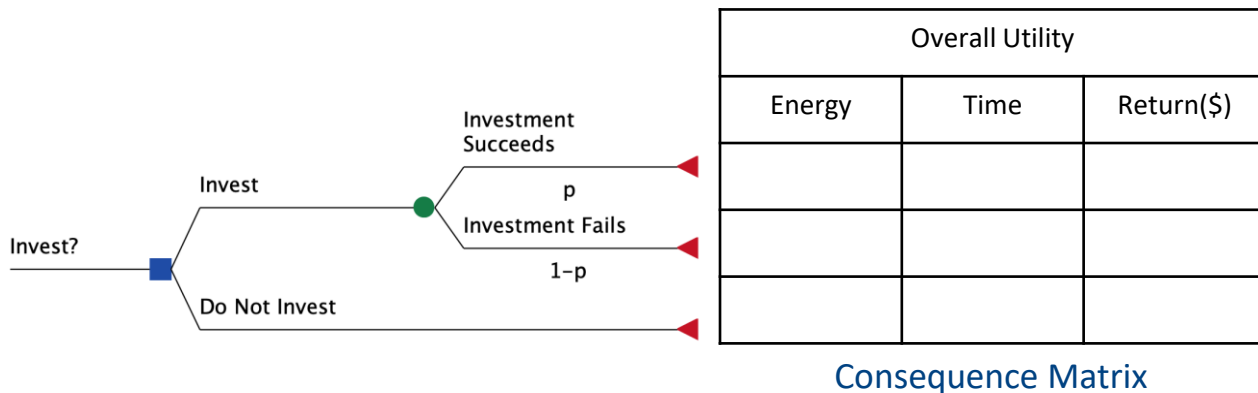 Overall Utility
Energy
Time
Return($)
Investment
Succeeds
p
Invest
Investment Fails
1-p
Invest?
Do Not Invest
Consequence Matrix